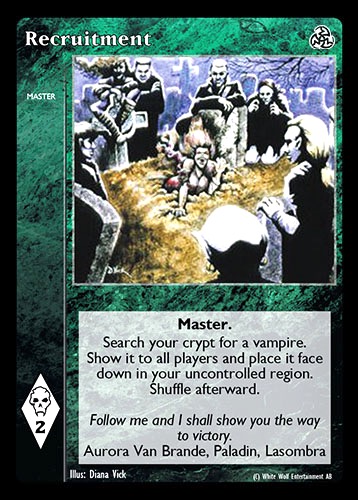 Recruitment
MASTER
Master.
Search your crypt for a vampire.
Show it to all players and place it face
down in your uncontrolled region.
Shuffle afterward.
Follow me and I shall show you the way
to victory.
Aurora Van Brande, Paladin, Lasombra
2
Illus: Diana Vick
(C) White Wolf Entertainment AB